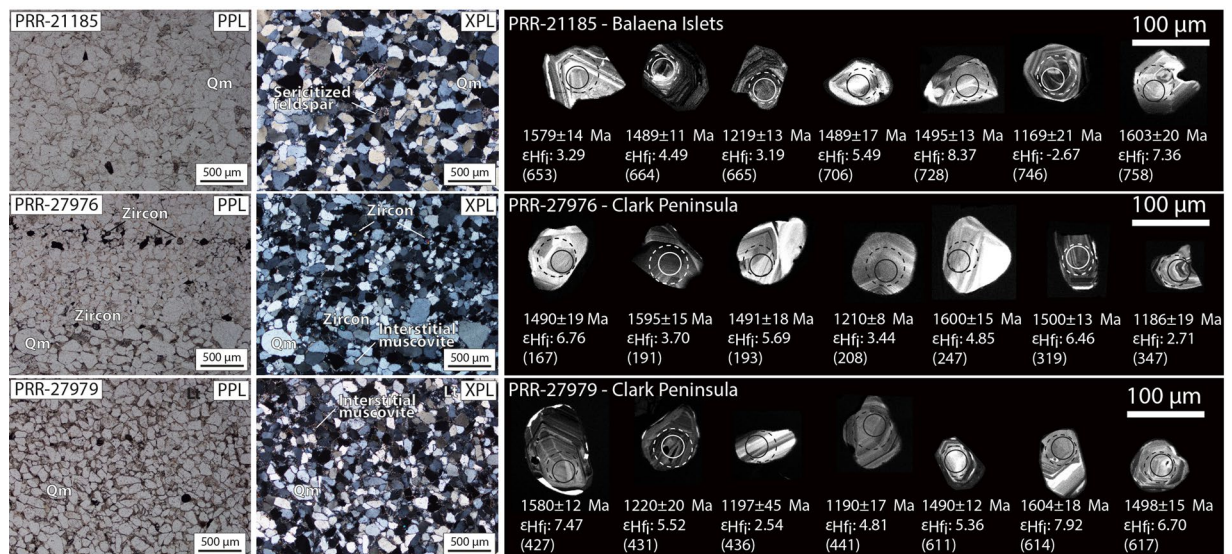 PRR-21185
PPL
Qm
500 µm
XPL
Qm
Sericitized
feldspar
500 µm
PRR-21185 - Balaena Islets
100 µm
1579±14 Ma
εHfi: 3.29
(653)
1489±11 Ma
εHfi: 4.49
(664)
1219±13 Ma
εHfi: 3.19
(665)
1489±17 Ma
εHfi: 5.49
(706)
1495±13 Ma
εHfi: 8.37
(728)
1169±21 Ma
εHfi: -2.67
(746)
1603±20 Ma
εHfi: 7.36
(758)
PRR-27976
PPL
Zircon
Zircon
Qm
500 µm
XPL
Zircon
Zircon
Qm
Interstitial
muscovite
500 µm
PRR-27976 - Clark Peninsula
100 µm
1490±19 Ma
εHfi: 6.76
(167)
1595±15 Ma
εHfi: 3.70
(191)
1491±18 Ma
εHfi: 5.69
(193)
1210±8 Ma
εHfi: 3.44
(208)
1600±15 Ma
εHfi: 4.85
(247)
1500±13 Ma
εHfi: 6.46
(319)
1186±19 Ma
εHfi: 2.71
(347)
PRR-27979
PPL
Qm
500 µm
XPL
Interstitial
muscovite
Qm
500 µm
PRR-27979 - Clark Peninsula
100 µm
1580±12 Ma
εHfi: 7.47
(427)
1220±20 Ma
εHfi: 5.52
(431)
1197±45 Ma
εHfi: 2.54
(436)
1190±17 Ma
εHfi: 4.81
(441)
1490±12 Ma
εHfi: 5.36
(611)
1604±18 Ma
εHfi: 7.92
(614)
1498±15 Ma
εHfi: 6.70
(617)